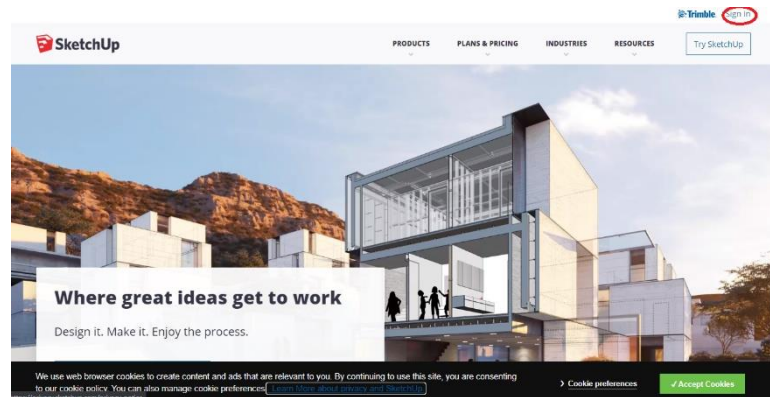 Trimble Sign In
SketchUp
PRODUCTS PLANS & PRICING INDUSTRIES RESOURCES Try SketchUp
Where great ideas get to work
Design it. Make it. Enjoy the process.
We use web browser cookies to create content and ads that are relevant to you. By continuing to use this site, you are consenting
to our cookie policy. You can also manage cookie preferences. Learn More about privacy and SketchUp
> Cookie preferences
✓Accept Cookies